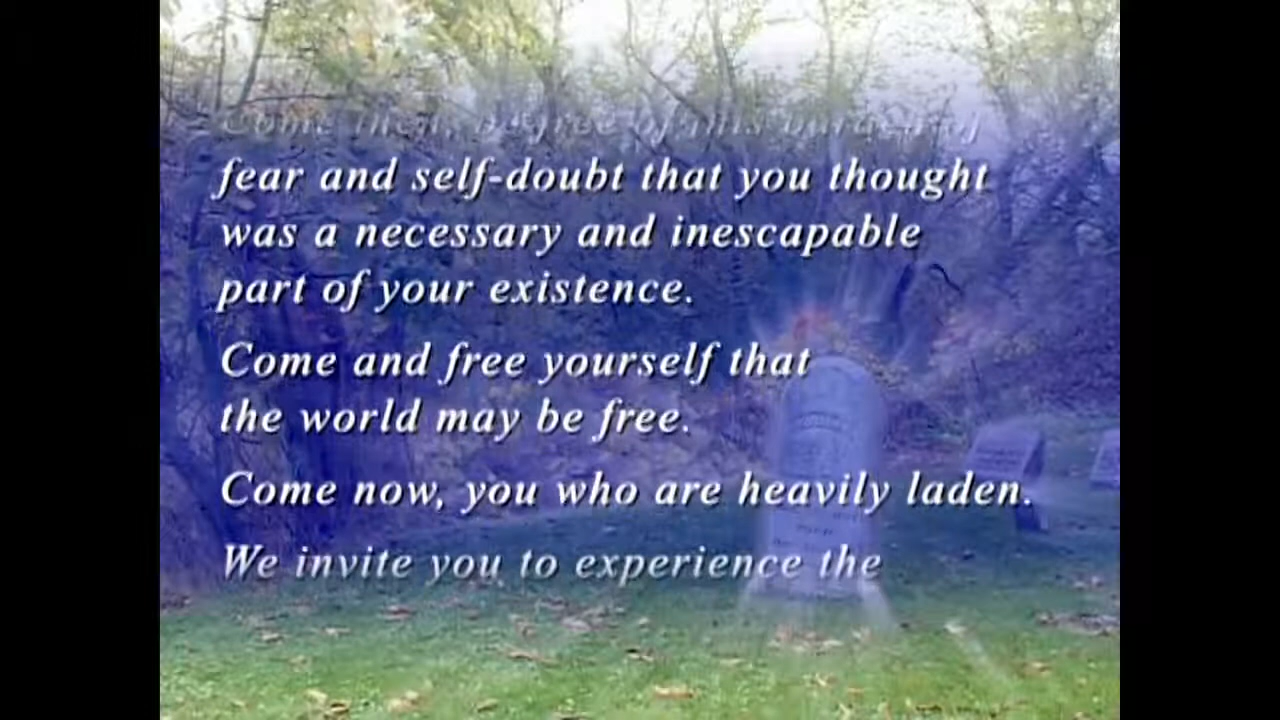 Come then, be free of this burden of
fear and self-doubt that you thought
was a necessary and inescapable
part of your existence.
Come and free yourself that
the world may be free.
Come now, you who are heavily laden.
We invite you to experience the